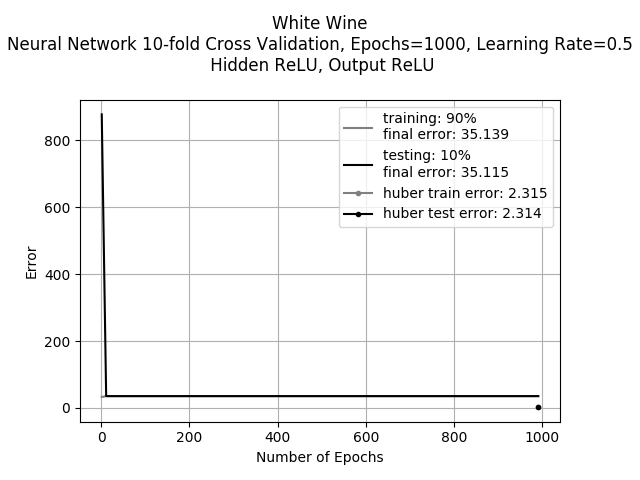 White Wine
Neural Network 10-fold Cross Validation, Epochs=1000, Learning Rate=0.5
Hidden ReLU, Output ReLU
training: 90%
final error: 35.139
testing: 10%
final error: 35.115
huber train error: 2.315
huber test error: 2.314
Error
800
600
400
200
0
0 200 400 600 800 1000
Number of Epochs